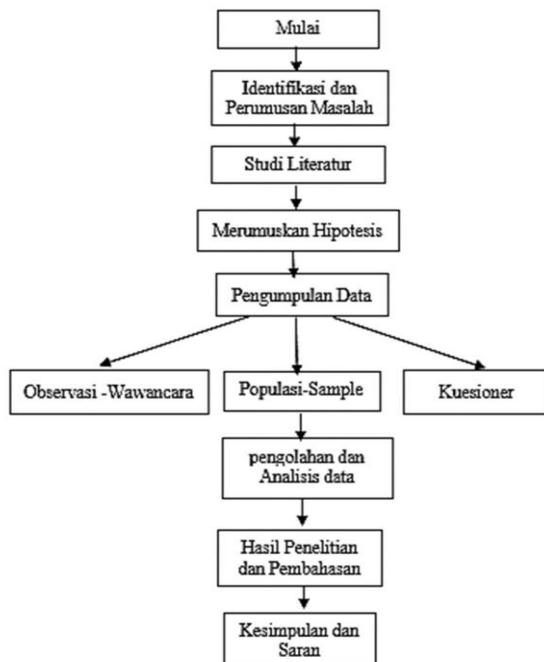 Mulai
Identifikasi dan
Perumusan Masalah
Studi Literatur
Merumuskan Hipotesis
Pengumpulan Data
Observasi -Wawancara
Populasi-Sample
Kuesioner
pengolahan dan
Analisis data
Hasil Penelitian
dan Pembahasan
Kesimpulan dan
Saran